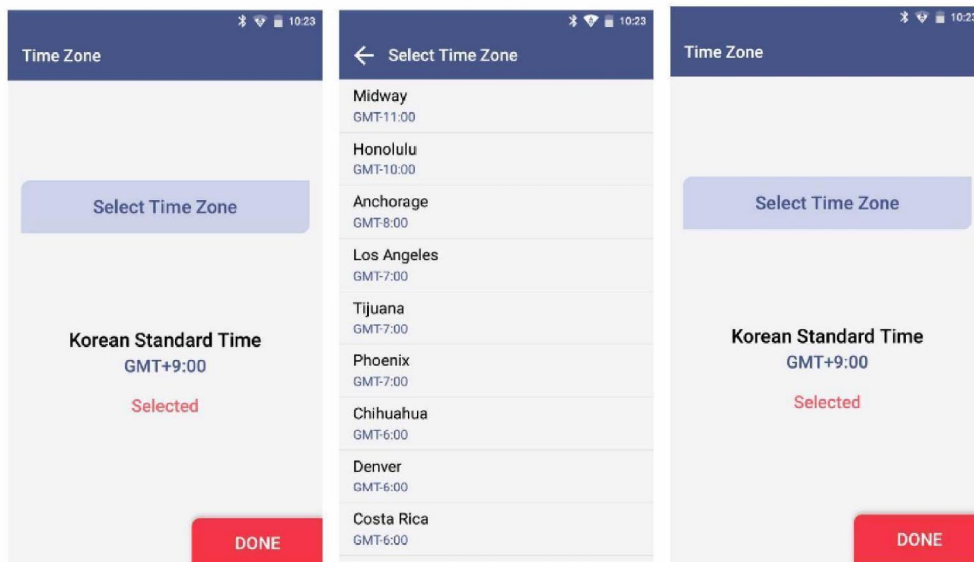 10:23
Time Zone
Select Time Zone
Korean Standard Time
GMT+9:00
Selected
DONE
10:23
Select Time Zone
Midway
GMT-11:00
Honolulu
GMT-10:00
Anchorage
GMT-8:00
Los Angeles
GMT-7:00
Tijuana
GMT-7:00
Phoenix
GMT-7:00
Chihuahua
GMT-6:00
Denver
GMT-6:00
Costa Rica
GMT-6:00
10:23
Time Zone
Select Time Zone
Korean Standard Time
GMT+9:00
Selected
DONE